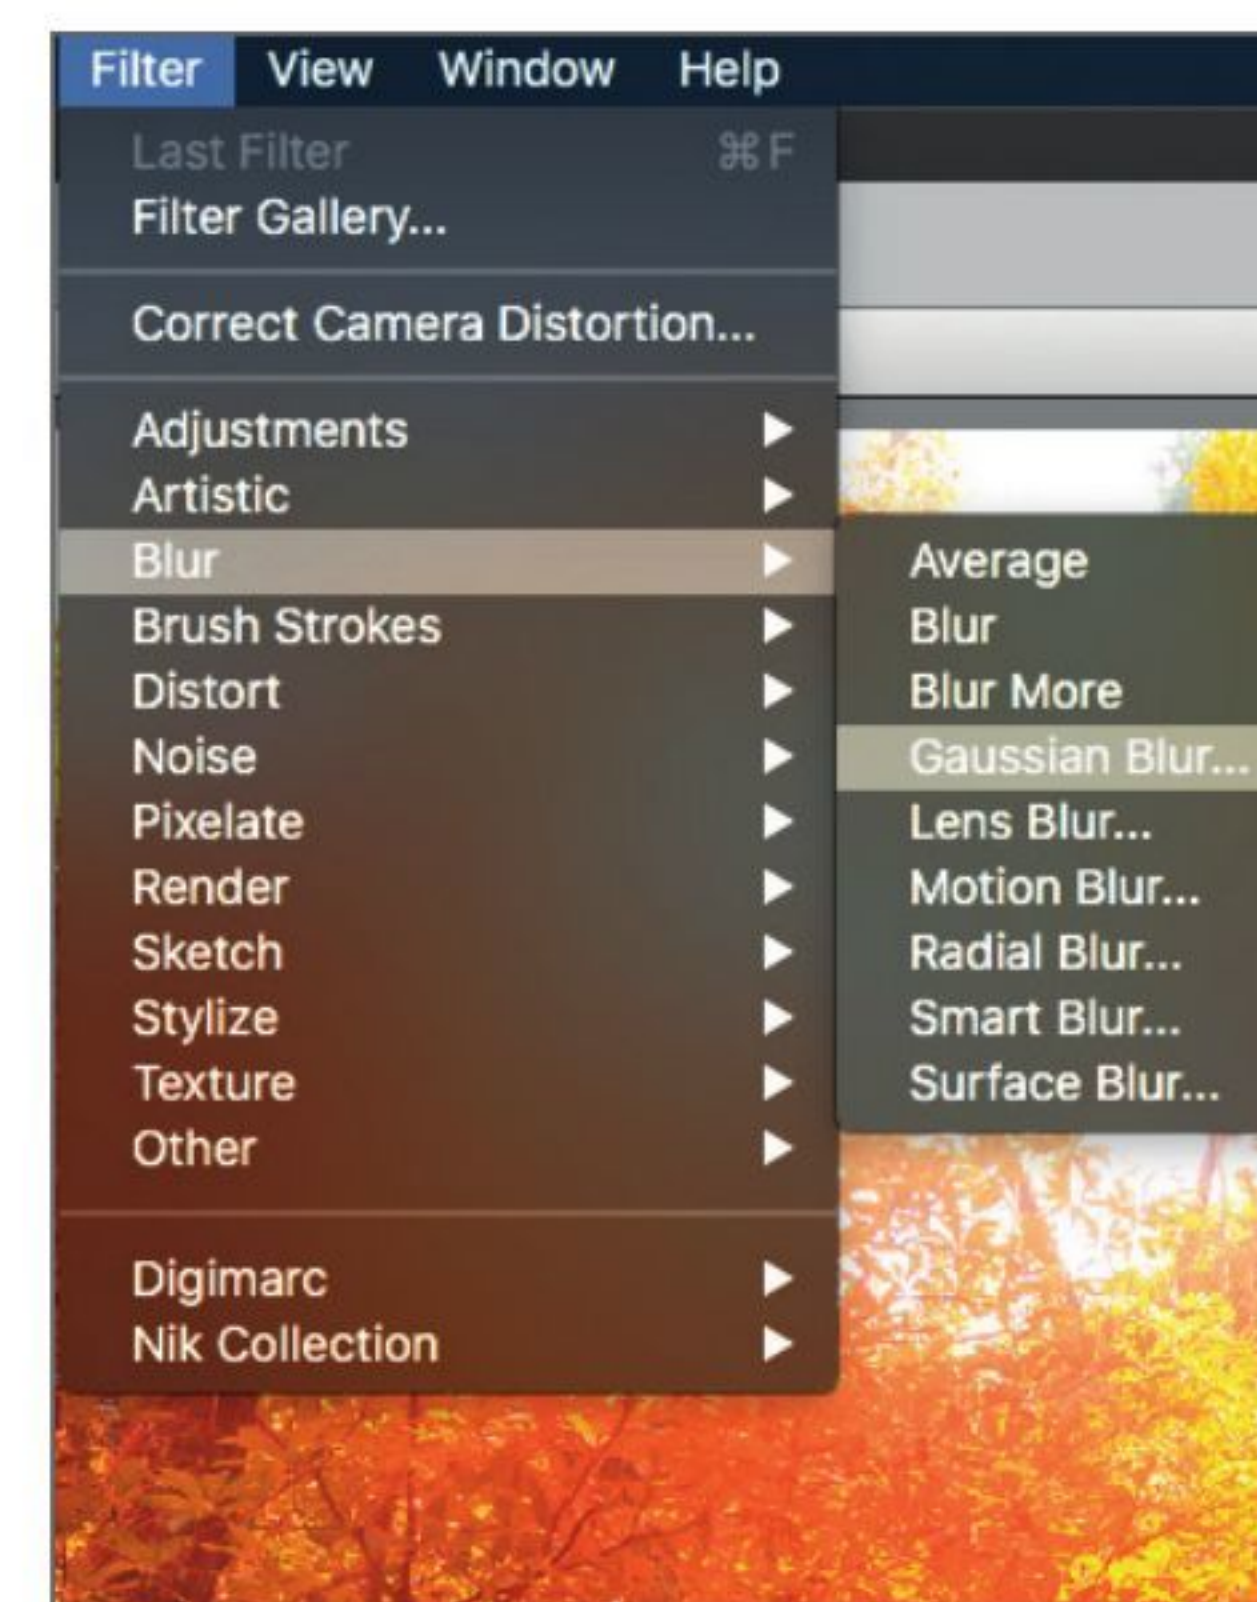 Filter View Window Help
Last Filter ⌘F
Filter Gallery...
Correct Camera Distortion...
Adjustments
Artistic
Blur
Brush Strokes
Distort
Noise
Pixelate
Render
Sketch
Stylize
Texture
Other
Digimarc
Nik Collection
Average
Blur
Blur More
Gaussian Blur...
Lens Blur...
Motion Blur...
Radial Blur...
Smart Blur...
Surface Blur...